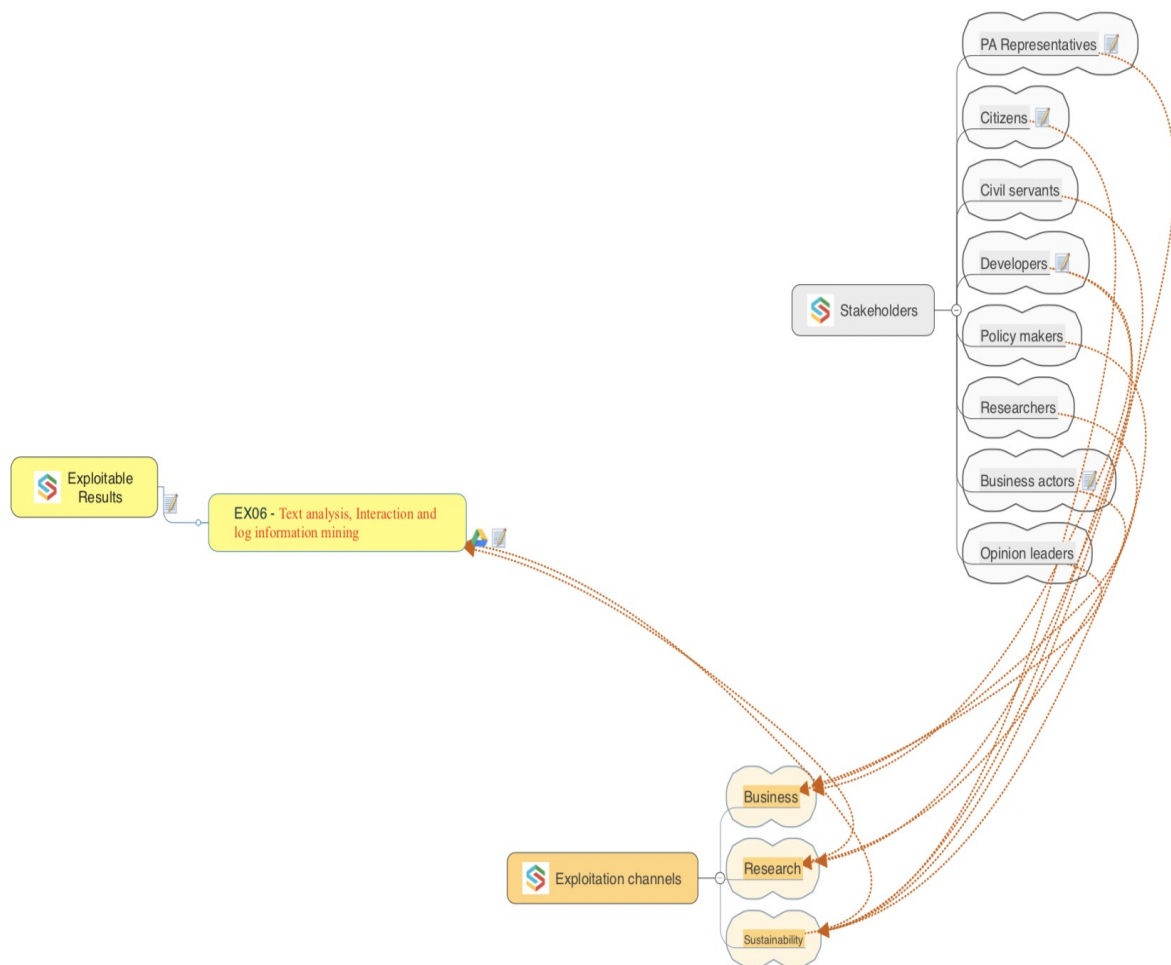 PA Representatives
Citizens
Civil servants
Developers
Stakeholders
Policy makers
Researchers
Business actors
Opinion leaders
Exploitable
Results
EX06 - Text analysis, Interaction and
log information mining
Business
Research
Exploitation channels
Sustainability